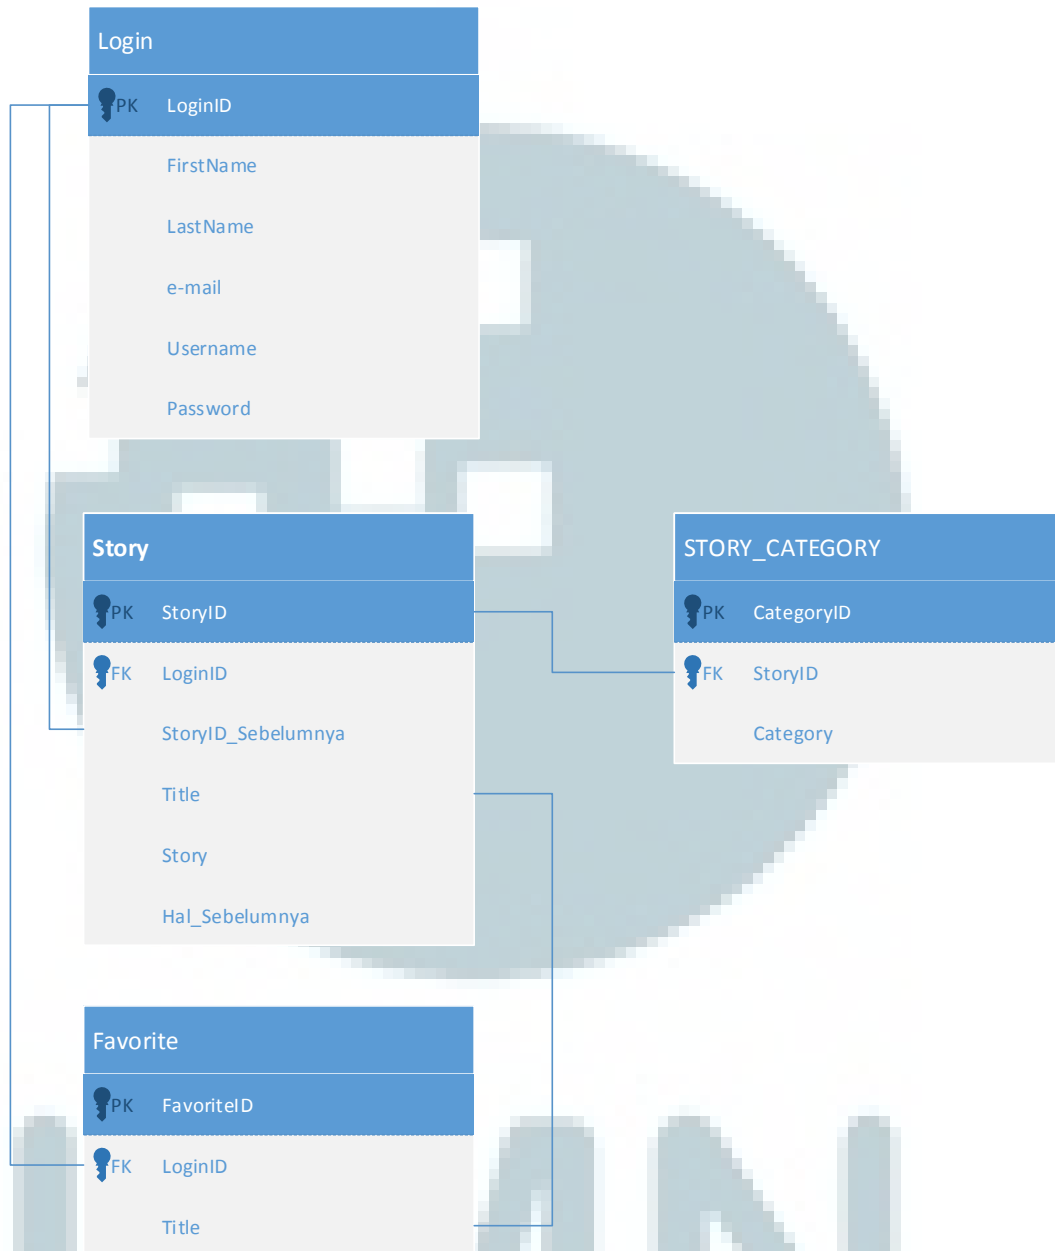 Login
PK LoginID
FirstName
LastName
e-mail
Username
Password
Story
PK StoryID
FK LoginID
StoryID_Sebelumnya
Title
Story
Hal_Sebelumnya
STORY_CATEGORY
PK CategoryID
FK StoryID
Category
Favorite
PK FavoriteID
FK LoginID
Title